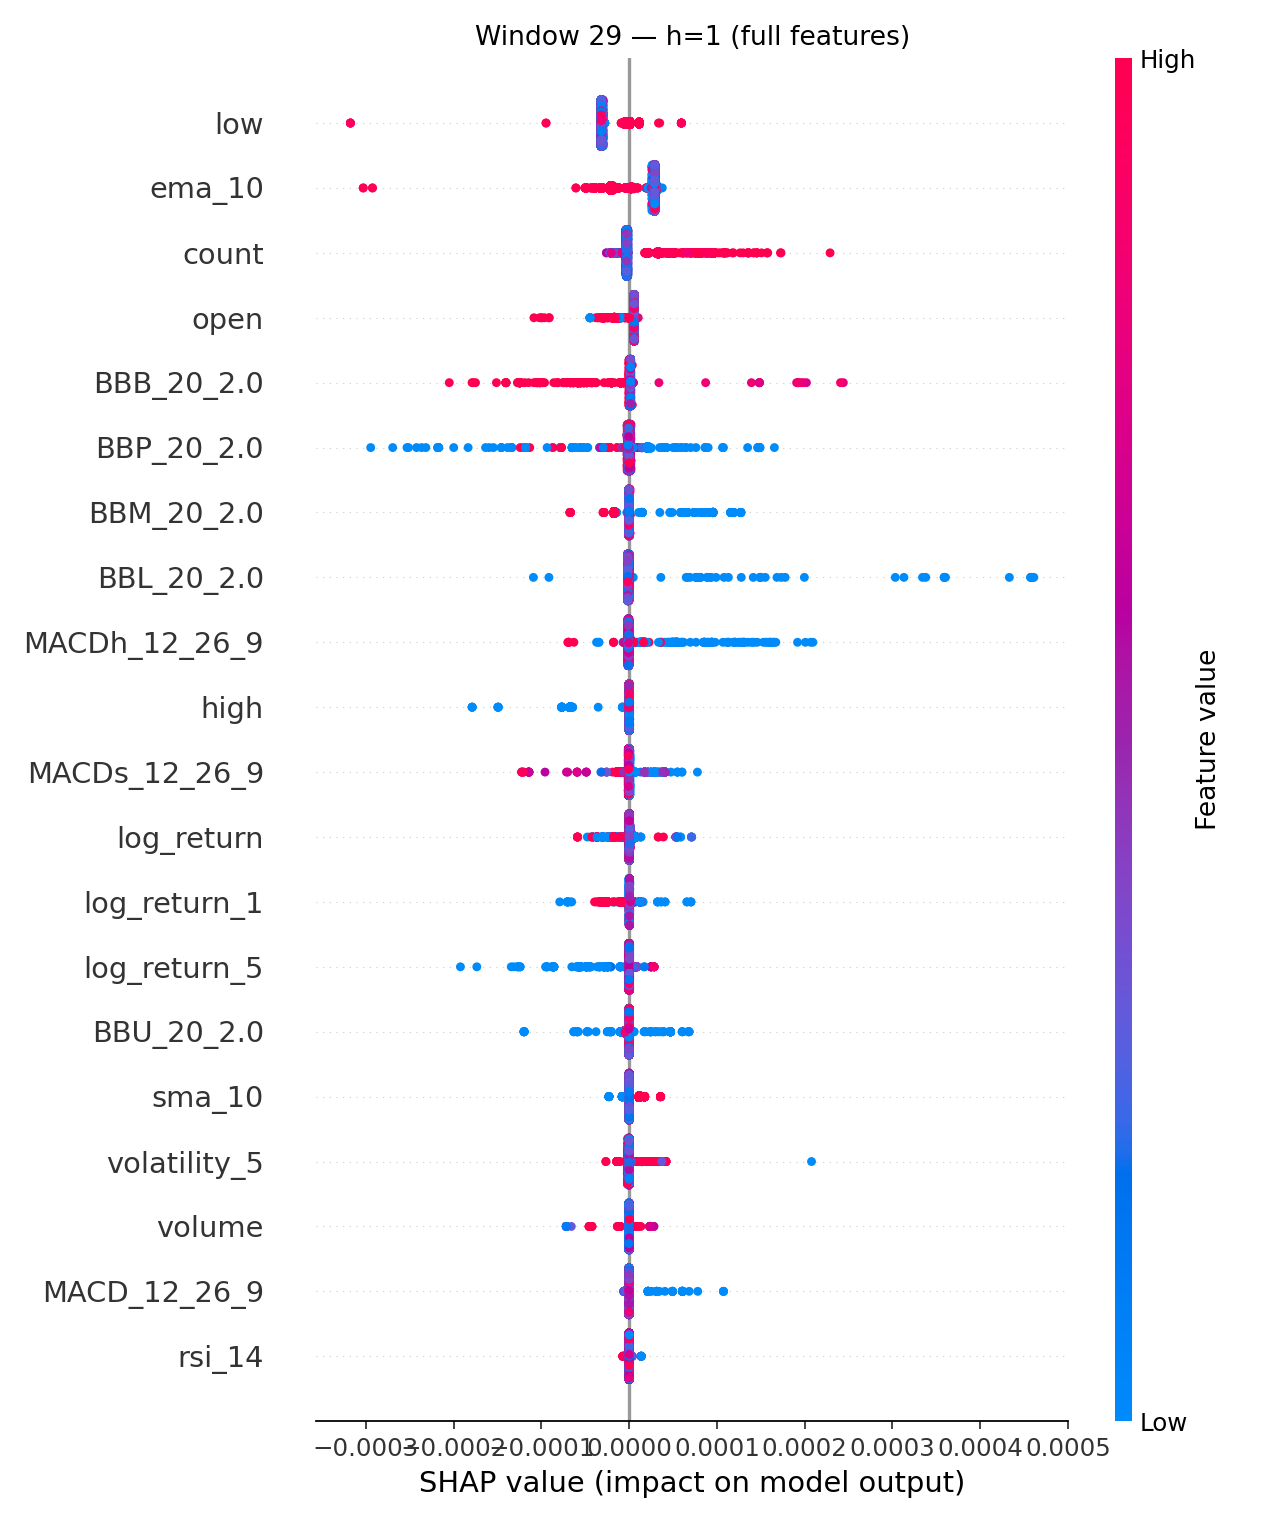 Window 29 — h=1 (full features)
High
low
ema_10
count
open
BBB_20_2.0
BBP_20_2.0
BBM_20_2.0
BBL_20_2.0
MACDh_12_26_9
high
MACDs_12_26_9
log_return
log_return_1
log_return_5
BBU_20_2.0
sma_10
volatility_5
volume
MACD_12_26_9
rsi_14
Feature value
Low
−0.0003 −0.0002 −0.0001 0.0000 0.0001 0.0002 0.0003 0.0004 0.0005
SHAP value (impact on model output)